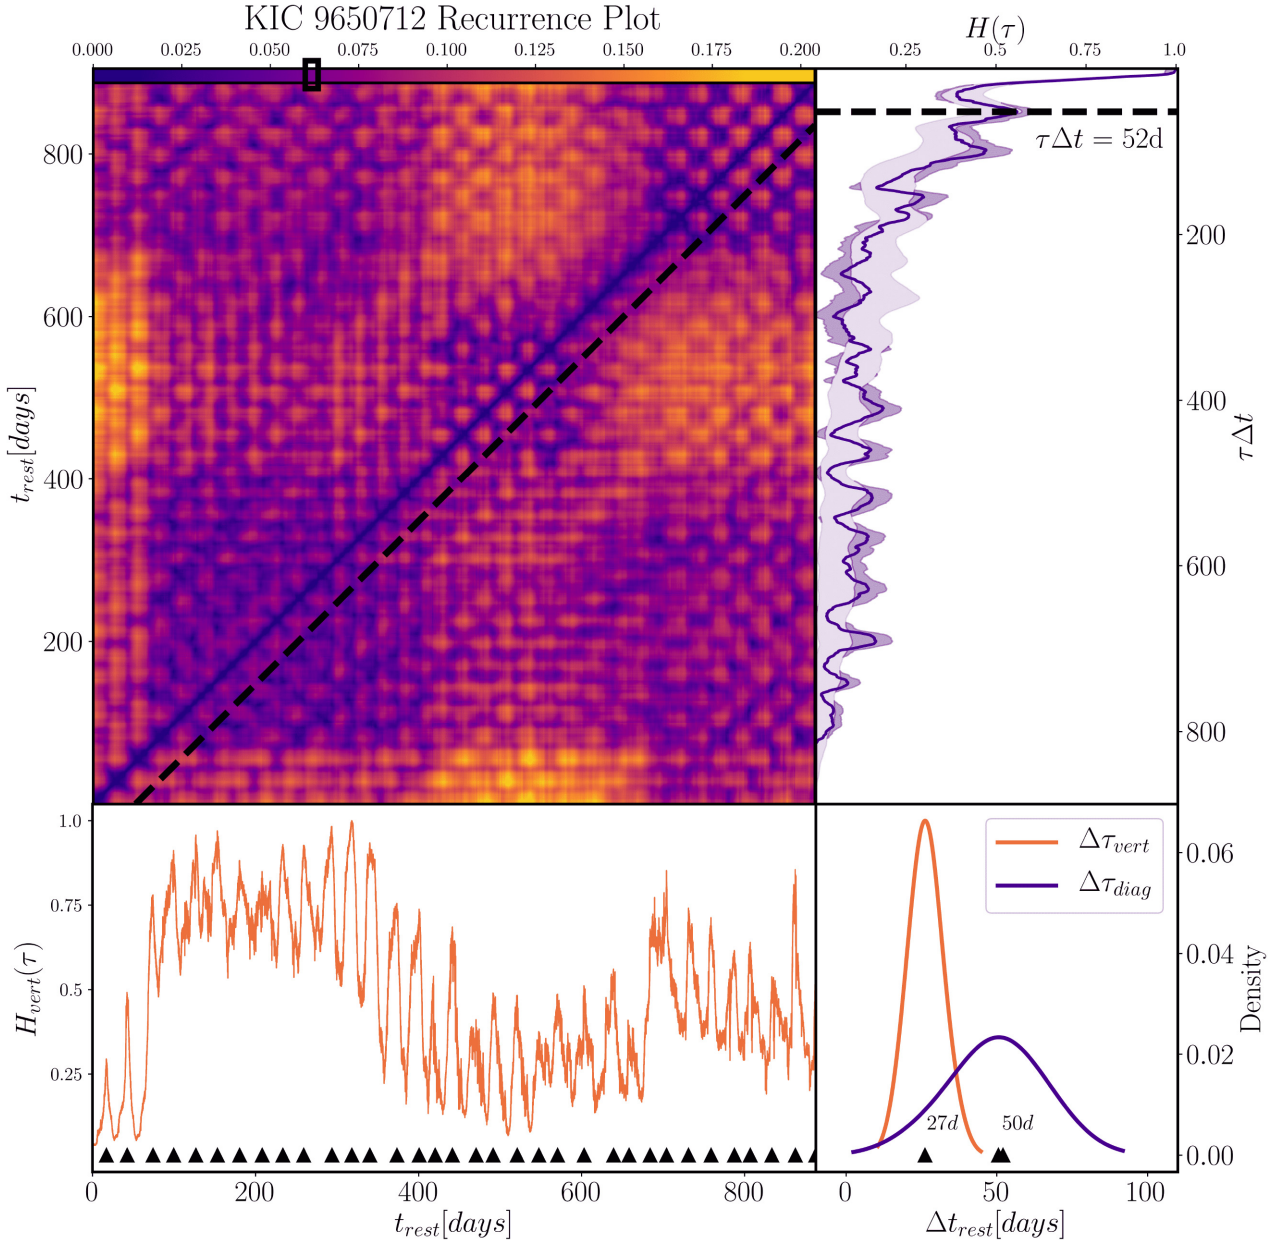 KIC 9650712 Recurrence Plot
H(τ)
0.000 0.025 0.050 0.075 0.100 0.125 0.150 0.175 0.200
0.25 0.5 0.75 1.0
τΔt = 52d
800
600
400
200
t_rest[days]
200
400
600
800
τΔt
1.0
0.75
0.5
0.25
H_vert(τ)
0 200 400 600 800
t_rest[days]
Δτ_vert
Δτ_diag
27d 50d
0.06
0.04
0.02
0.00
Density
0 50 100
Δt_rest[days]